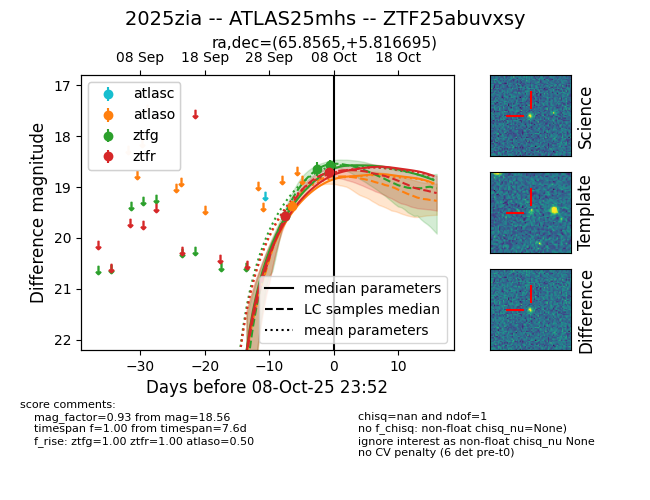 2025zia -- ATLAS25mhs -- ZTF25abuvxsy
ra,dec=(65.8565,+5.816695)
08 Sep 18 Sep 28 Sep 08 Oct 18 Oct
17
18
19
20
21
22
Difference magnitude
atlasc
atlaso
ztfg
ztfr
median parameters
LC samples median
mean parameters
−30 −20 −10 0 10
Days before 08-Oct-25 23:52
Science
Template
Difference
score comments:
mag_factor=0.93 from mag=18.56
timespan f=1.00 from timespan=7.6d
f_rise: ztfg=1.00 ztfr=1.00 atlaso=0.50
chisq=nan and ndof=1
no f_chisq: non-float chisq_nu=None)
ignore interest as non-float chisq_nu None
no CV penalty (6 det pre-t0)